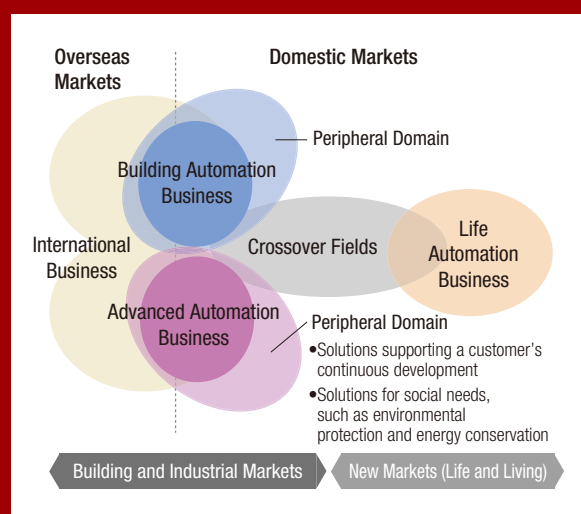 Overseas
Markets
Domestic Markets
Peripheral Domain
Building Automation
Business
International
Business
Crossover Fields
Life
Automation
Business
Advanced Automation
Business
Peripheral Domain
•Solutions supporting a customer's
continuous development
•Solutions for social needs,
such as environmental
protection and energy conservation
Building and Industrial Markets
New Markets (Life and Living)